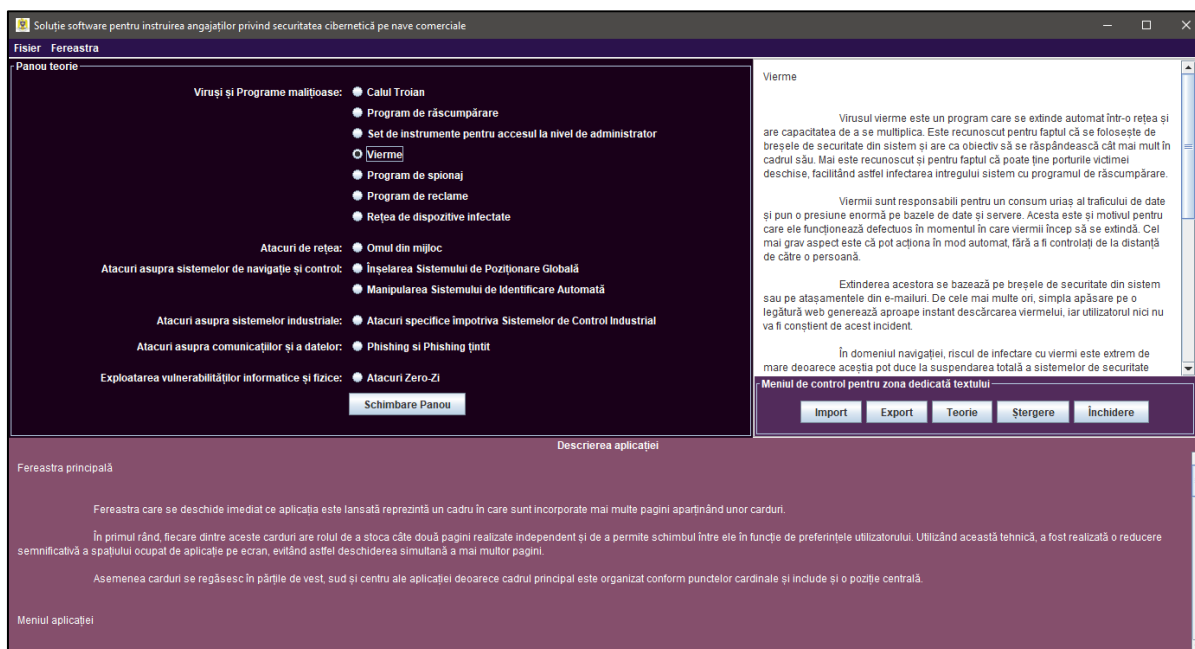 Soluție software pentru instruirea angajaților privind securitatea cibernetică pe nave comerciale
Fisier Fereastra
Panou teorie
Viruși și Programe malițioase: Calul Troian
Program de răscumpărare
Set de instrumente pentru accesul la nivel de administrator
Vierme
Program de spionaj
Program de reclame
Rețea de dispozitive infectate
Atacuri de rețea: Omul din mijloc
Atacuri asupra sistemelor de navigație și control: Înșelarea Sistemului de Poziționare Globală
Manipularea Sistemului de Identificare Automată
Atacuri asupra sistemelor industriale: Atacuri specifice împotriva Sistemelor de Control Industrial
Atacuri asupra comunicațiilor și a datelor: Phishing si Phishing țintit
Exploatarea vulnerabilităților informatice și fizice: Atacuri Zero-Zi
Schimbare Panou
Vierme
Virusul vierme este un program care se extinde automat într-o rețea și
are capacitatea de a se multiplica. Este recunoscut pentru faptul că se folosește de
breșele de securitate din sistem și are ca obiectiv să se răspândească cât mai mult în
cadrul său. Mai este recunoscut și pentru faptul că poate ține porturile victimei
deschise, facilitând astfel infectarea intregului sistem cu programul de răscumpărare.
Viermii sunt responsabili pentru un consum uriaș al traficului de date
și pun o presiune enormă pe bazele de date și servere. Acesta este și motivul pentru
care ele funcționează defectuos în momentul în care viermii încep să se extindă. Cel
mai grav aspect este că pot acționa în mod automat, fără a fi controlați de la distanță
de către o persoană.
Extinderea acestora se bazează pe breșele de securitate din sistem
sau pe atașamentele din e-mailuri. De cele mai multe ori, simpla apăsare pe o
legătură web generează aproape instant descărcarea viermelui, iar utilizatorul nici nu
va fi conștient de acest incident.
În domeniul navigației, riscul de infectare cu viermi este extrem de
mare deoarece aceștia pot duce la suspendarea totală a sistemelor de securitate
Meniul de control pentru zona dedicată textului
Import Export Teorie Ștergere Închidere
Descrierea aplicației
Fereastra principală
Fereastra care se deschide imediat ce aplicația este lansată reprezintă un cadru în care sunt incorporate mai multe pagini aparținând unor carduri.
În primul rând, fiecare dintre aceste carduri are rolul de a stoca câte două pagini realizate independent și de a permite schimbul între ele în funcție de preferințele utilizatorului. Utilizând această tehnică, a fost realizată o reducere
semnificativă a spațiului ocupat de aplicație pe ecran, evitând astfel deschiderea simultană a mai multor pagini.
Asemenea carduri se regăsesc în părțile de vest, sud și centru ale aplicației deoarece cadrul principal este organizat conform punctelor cardinale și include și o poziție centrală.
Meniul aplicației